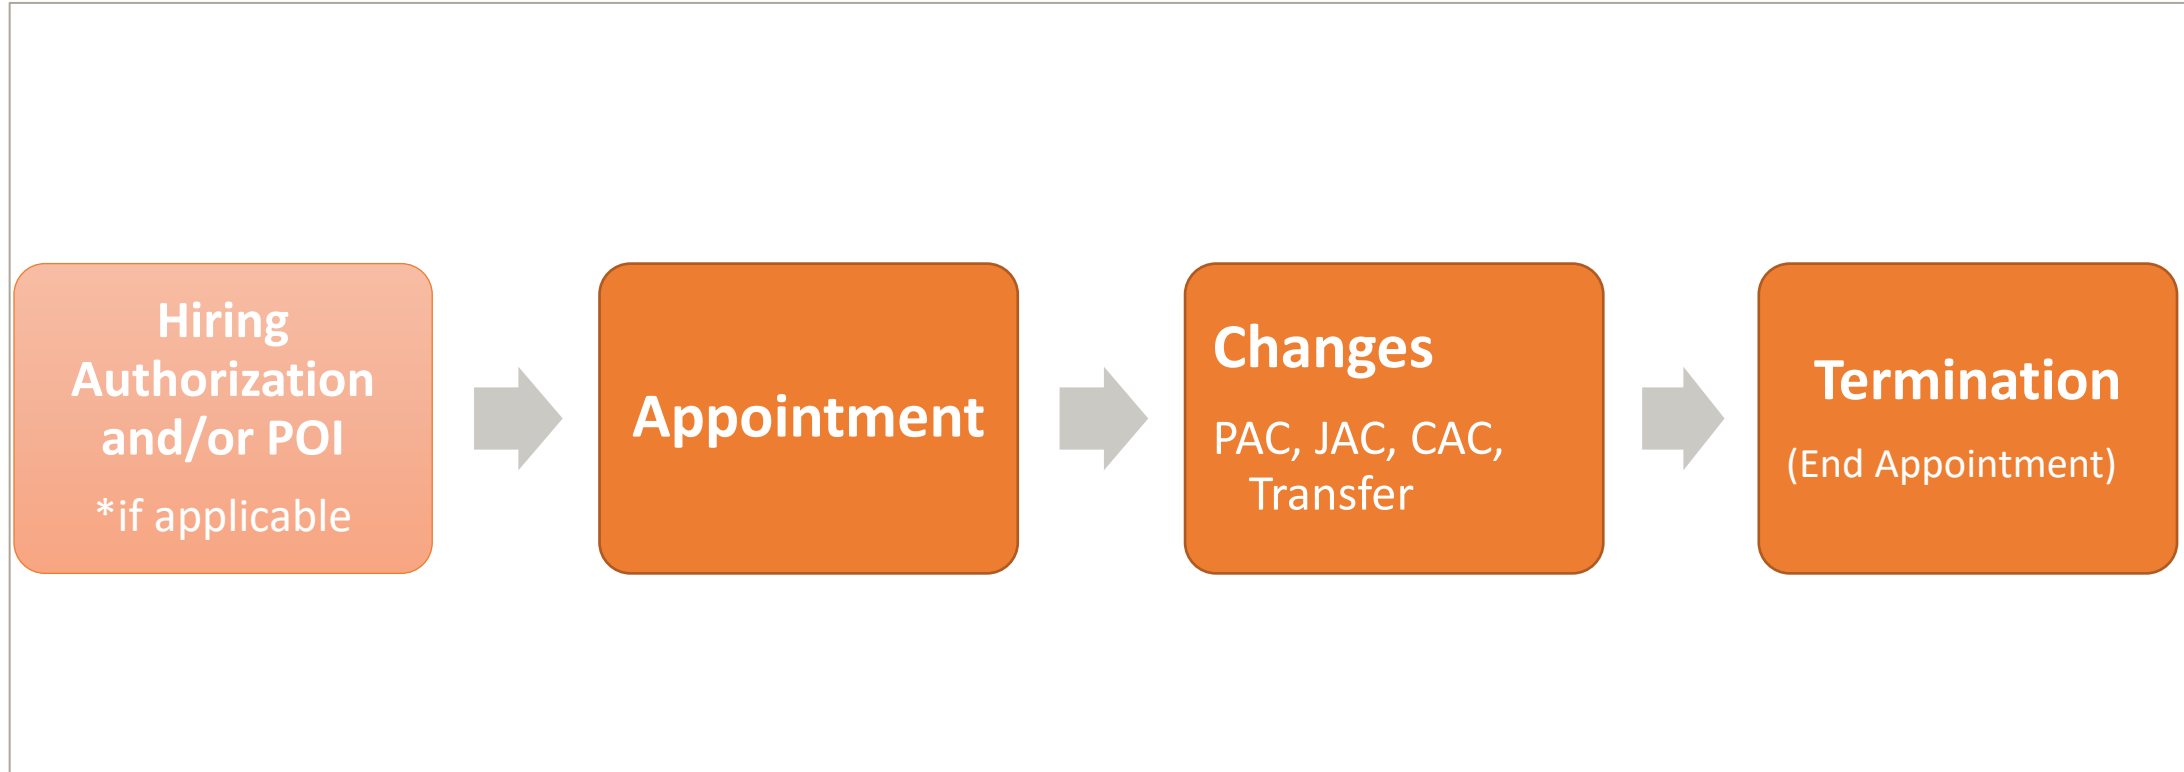 Hiring
Authorization
and/or POI
*if applicable
Appointment
Changes
PAC, JAC, CAC,
Transfer
Termination
(End Appointment)